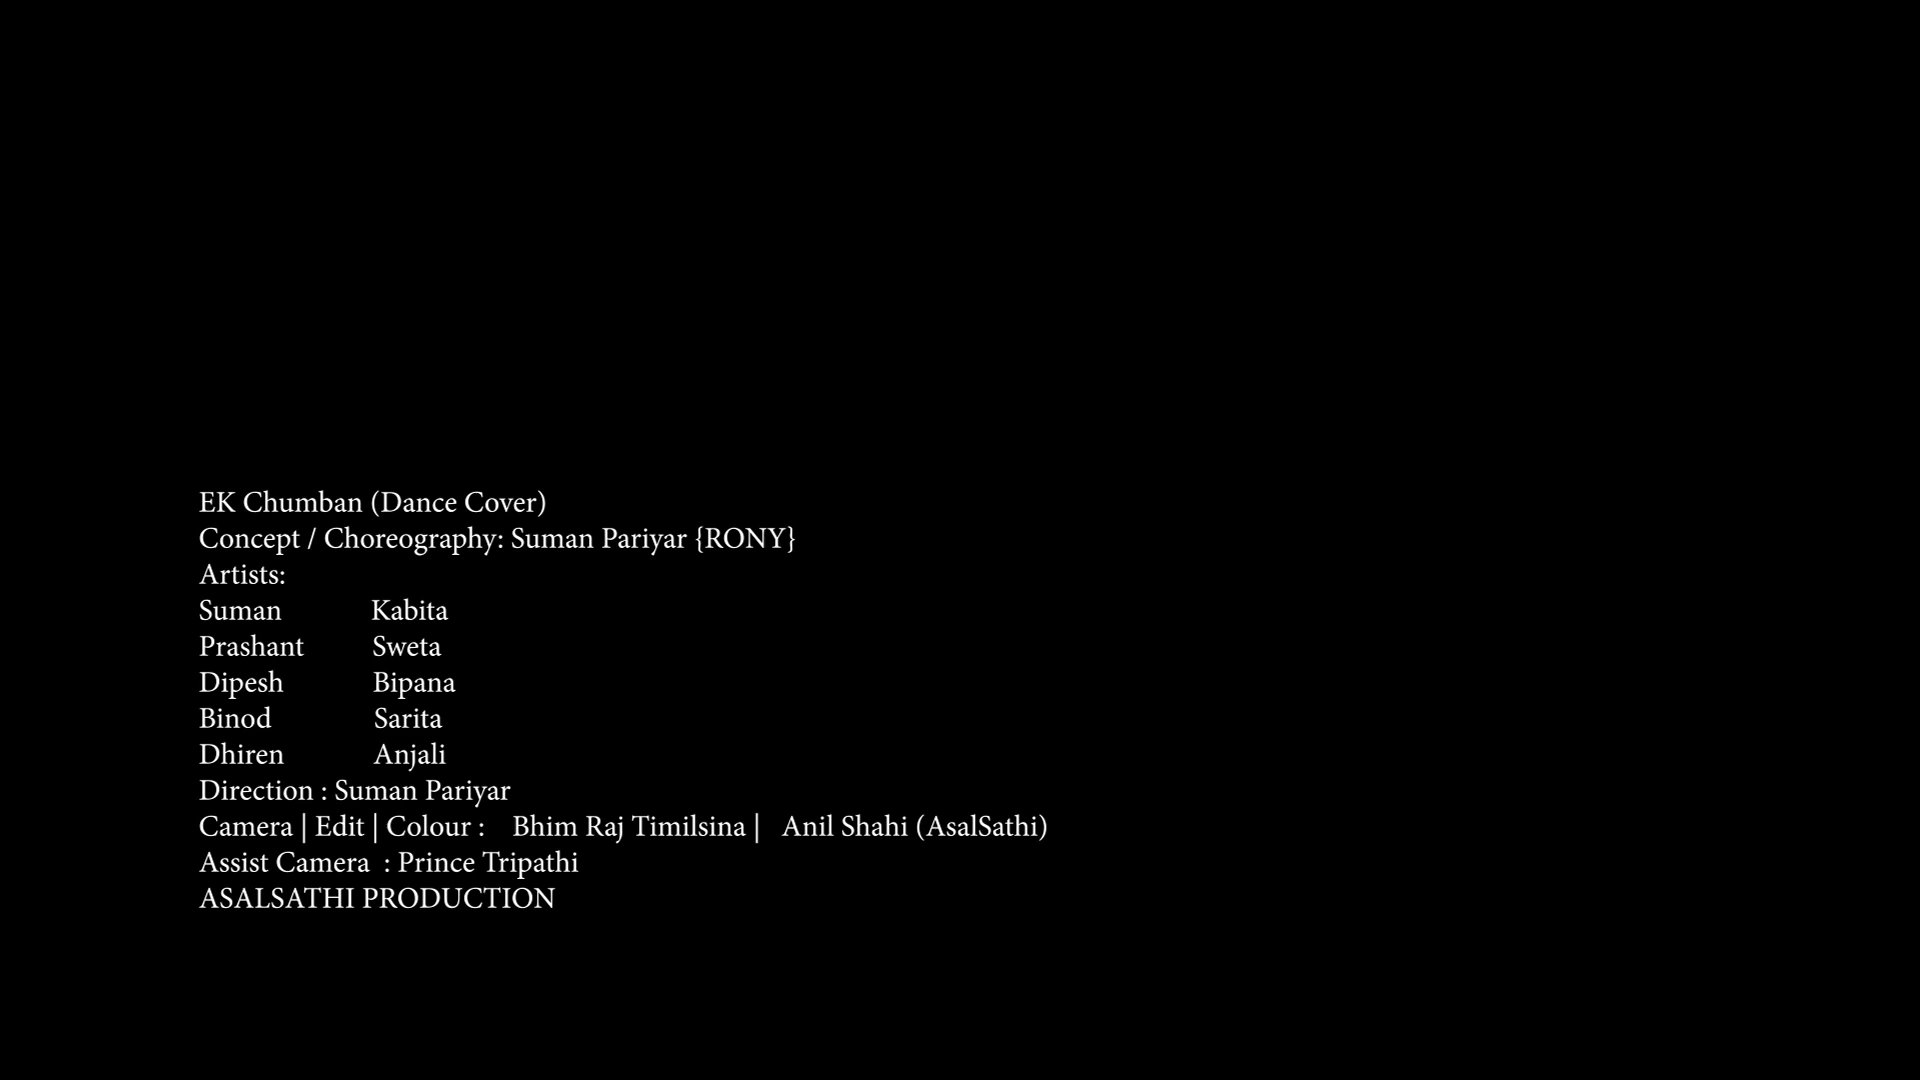 EK Chumban (Dance Cover)
Concept / Choreography: Suman Pariyar {RONY}
Artists:
Suman Kabita
Prashant Sweta
Dipesh Bipana
Binod Sarita
Dhiren Anjali
Direction : Suman Pariyar
Camera | Edit | Colour : Bhim Raj Timilsina | Anil Shahi (AsalSathi)
Assist Camera : Prince Tripathi
ASALSATHI PRODUCTION